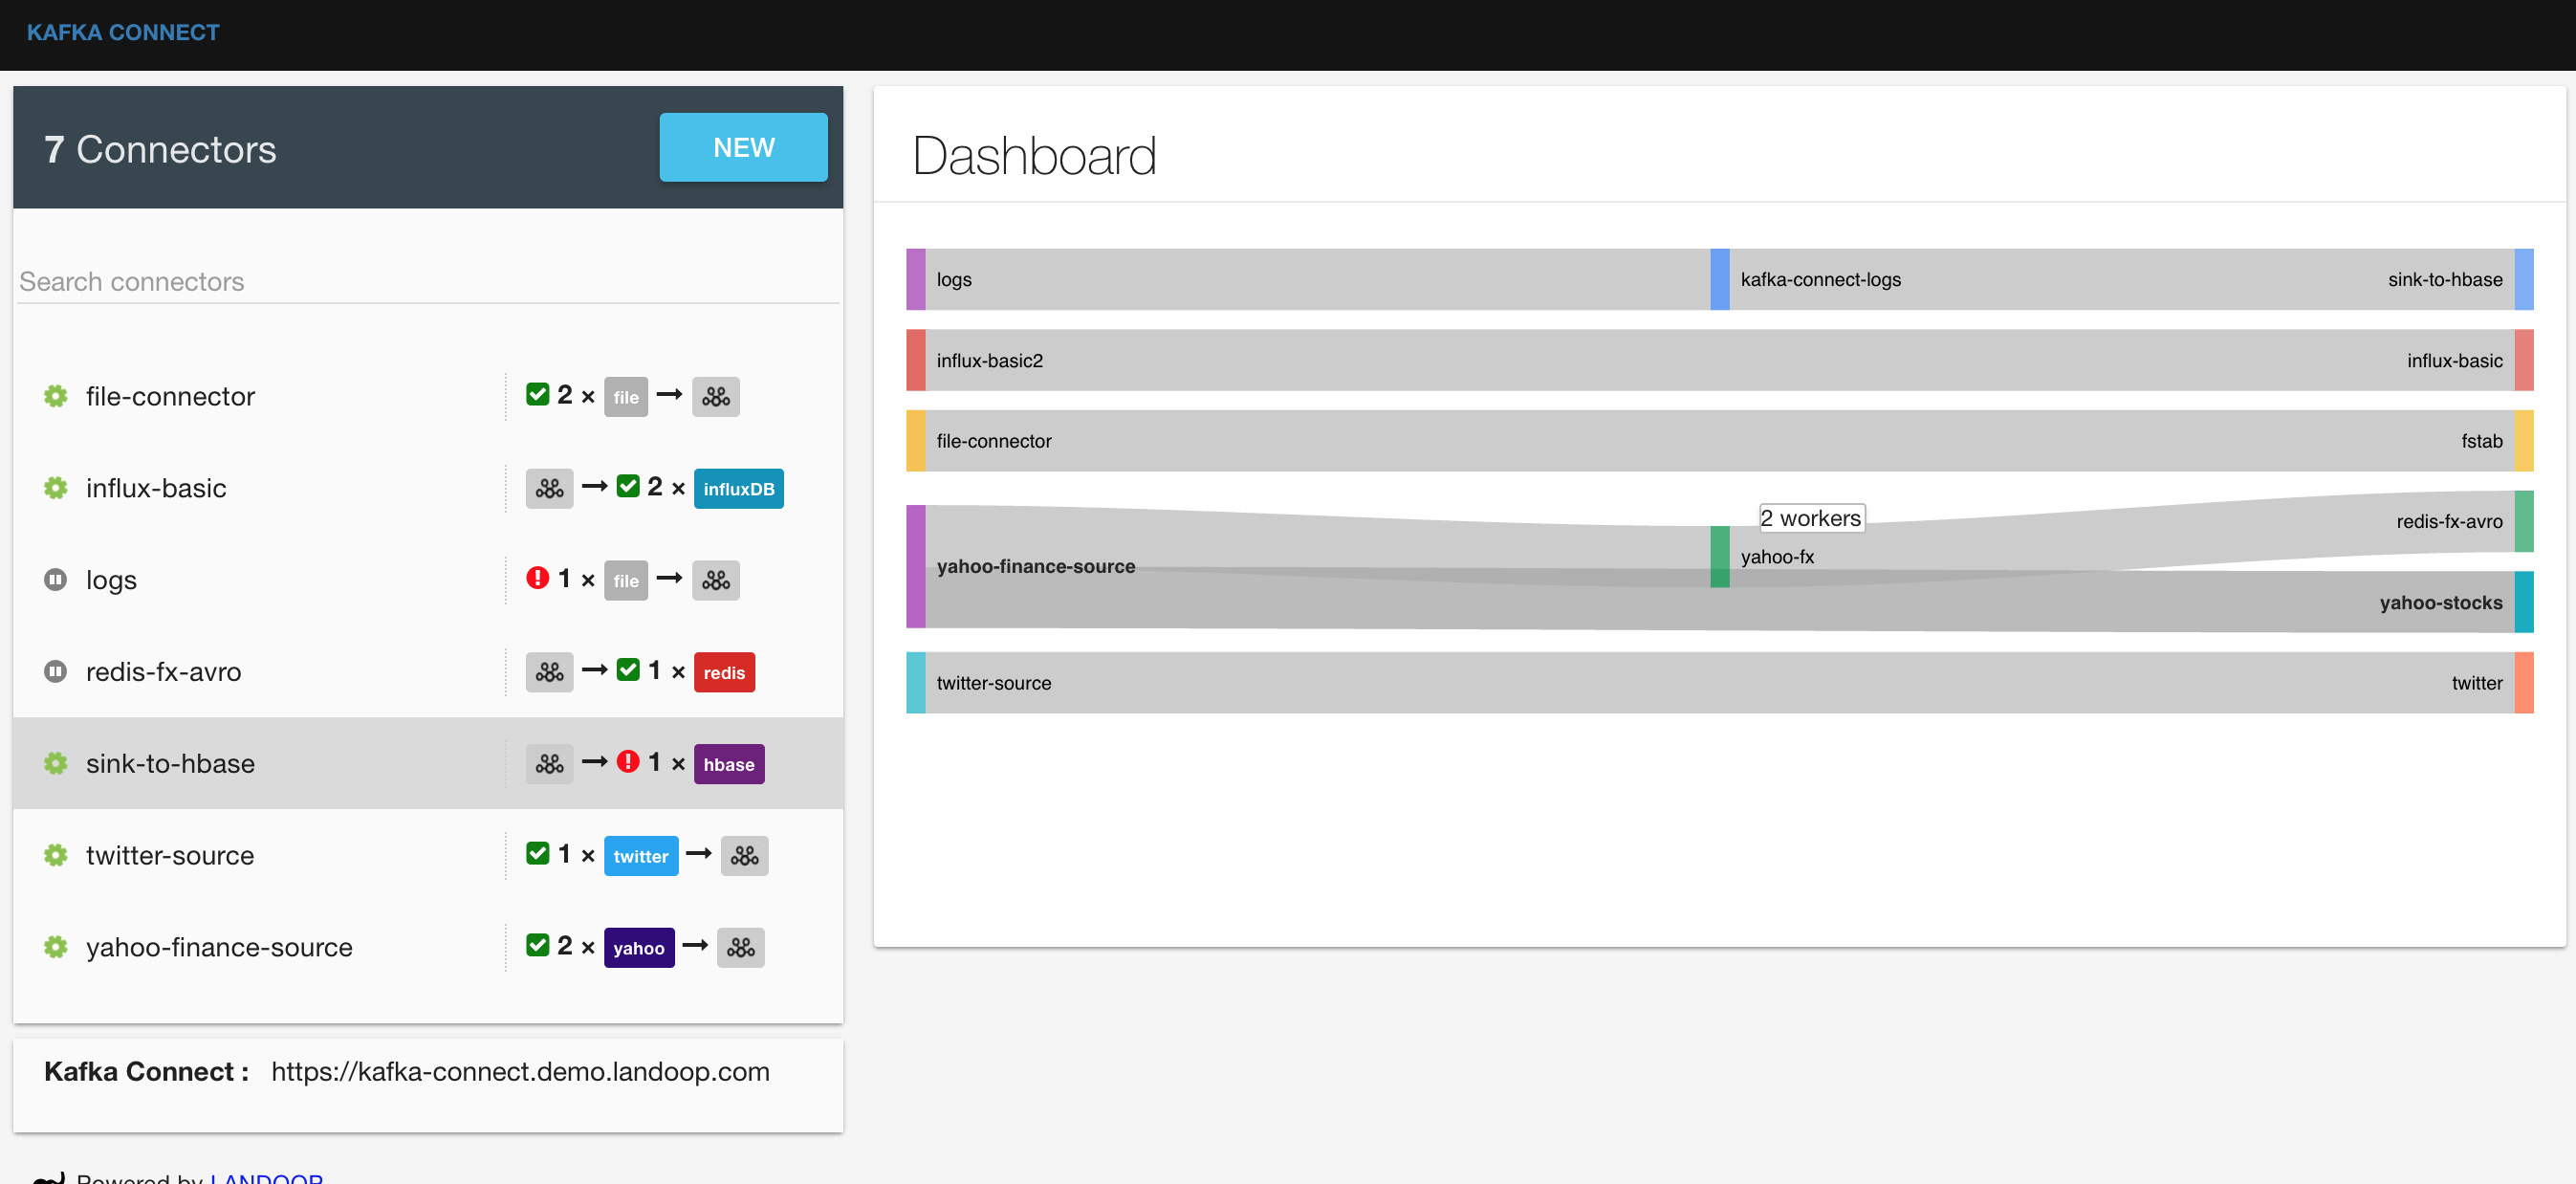 KAFKA CONNECT
7 Connectors
NEW
Search connectors
file-connector
2 × file
influx-basic
2 × influxDB
logs
1 × file
redis-fx-avro
1 × redis
sink-to-hbase
1 × hbase
twitter-source
1 × twitter
yahoo-finance-source
2 × yahoo
Kafka Connect : https://kafka-connect.demo.landoop.com
Powered by LANDOOP
Dashboard
logs kafka-connect-logs sink-to-hbase
influx-basic2 influx-basic
file-connector fstab
2 workers
redis-fx-avro
yahoo-finance-source yahoo-fx
yahoo-stocks
twitter-source twitter